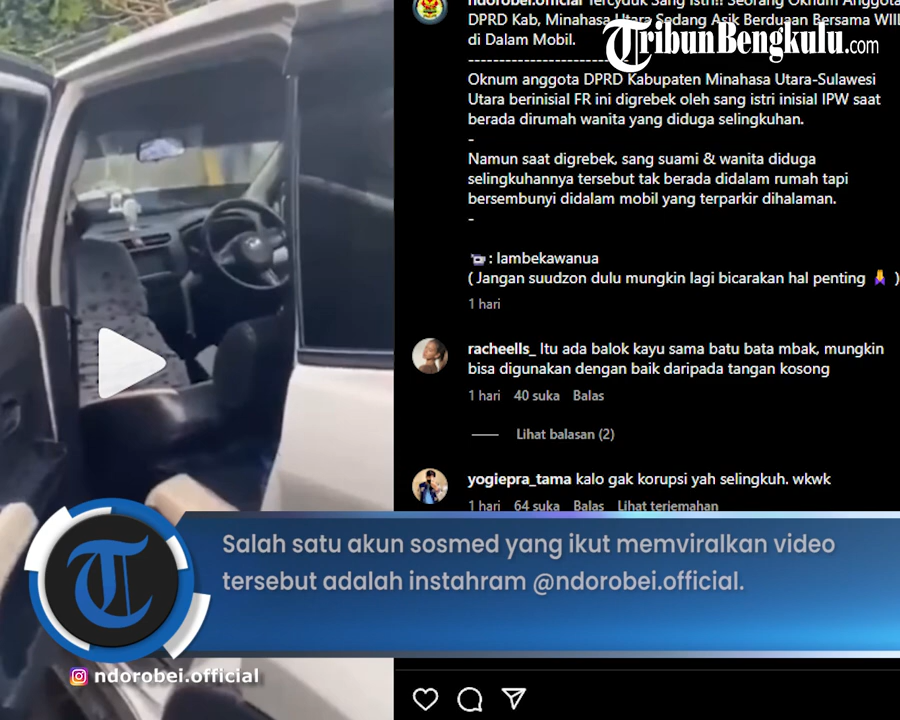 ndorobei.official Tercyduk Sang Istri!! Seorang Oknum Anggota
DPRD Kab, Minahasa Utara Sedang Asik Berduaan Bersama WIIL
di Dalam Mobil.
TribunBengkulu.com
--------------------------
Oknum anggota DPRD Kabupaten Minahasa Utara-Sulawesi
Utara berinisial FR ini digrebek oleh sang istri inisial IPW saat
berada dirumah wanita yang diduga selingkuhan.
-
Namun saat digrebek, sang suami & wanita diduga
selingkuhannya tersebut tak berada didalam rumah tapi
bersembunyi didalam mobil yang terparkir dihalaman.
-
📹: lambekawanua
( Jangan suudzon dulu mungkin lagi bicarakan hal penting 🙏 )
1 hari
racheells_ Itu ada balok kayu sama batu bata mbak, mungkin
bisa digunakan dengan baik daripada tangan kosong
1 hari 40 suka Balas
Lihat balasan (2)
yogiepra_tama kalo gak korupsi yah selingkuh. wkwk
1 hari 64 suka Balas Lihat terjemahan
Salah satu akun sosmed yang ikut memviralkan video
tersebut adalah instahram @ndorobei.official.
ndorobei.official